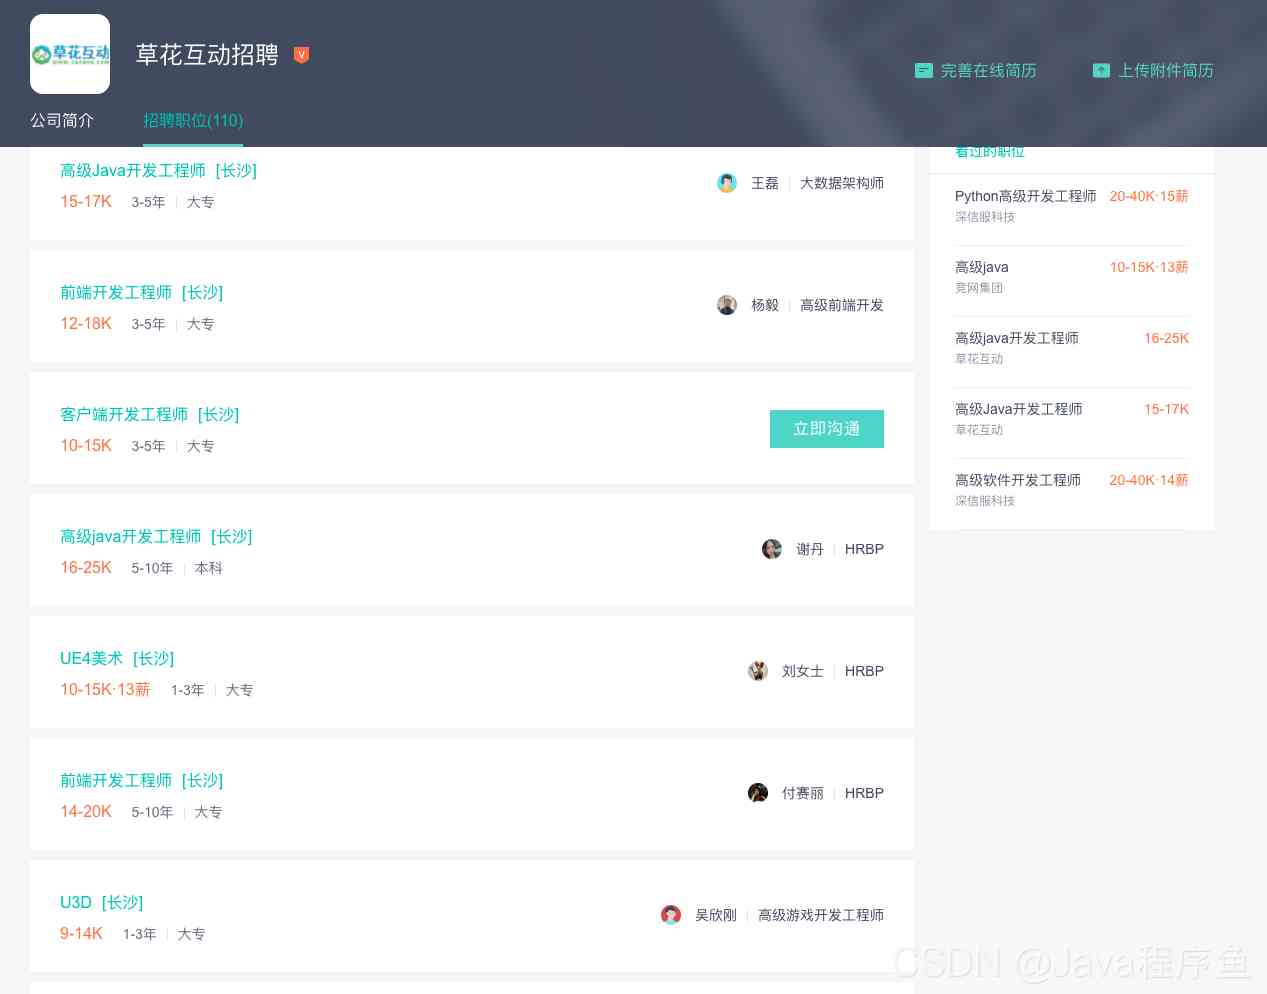 草花互动
草花互动招聘
完善在线简历
上传附件简历
公司简介
招聘职位(110)
高级Java开发工程师 [长沙]
15-17K 3-5年 大专
王磊 大数据架构师
前端开发工程师 [长沙]
12-18K 3-5年 大专
杨毅 高级前端开发
客户端开发工程师 [长沙]
10-15K 3-5年 大专
立即沟通
高级java开发工程师 [长沙]
16-25K 5-10年 本科
谢丹 HRBP
UE4美术 [长沙]
10-15K·13薪 1-3年 大专
刘女士 HRBP
前端开发工程师 [长沙]
14-20K 5-10年 大专
付赛丽 HRBP
U3D [长沙]
9-14K 1-3年 大专
吴欣刚 高级游戏开发工程师
看过的职位
Python高级开发工程师 20-40K·15薪
深信服科技
高级java 10-15K·13薪
竞网集团
高级java开发工程师 16-25K
草花互动
高级Java开发工程师 15-17K
草花互动
高级软件开发工程师 20-40K·14薪
深信服科技
CSDN @Java程序鱼